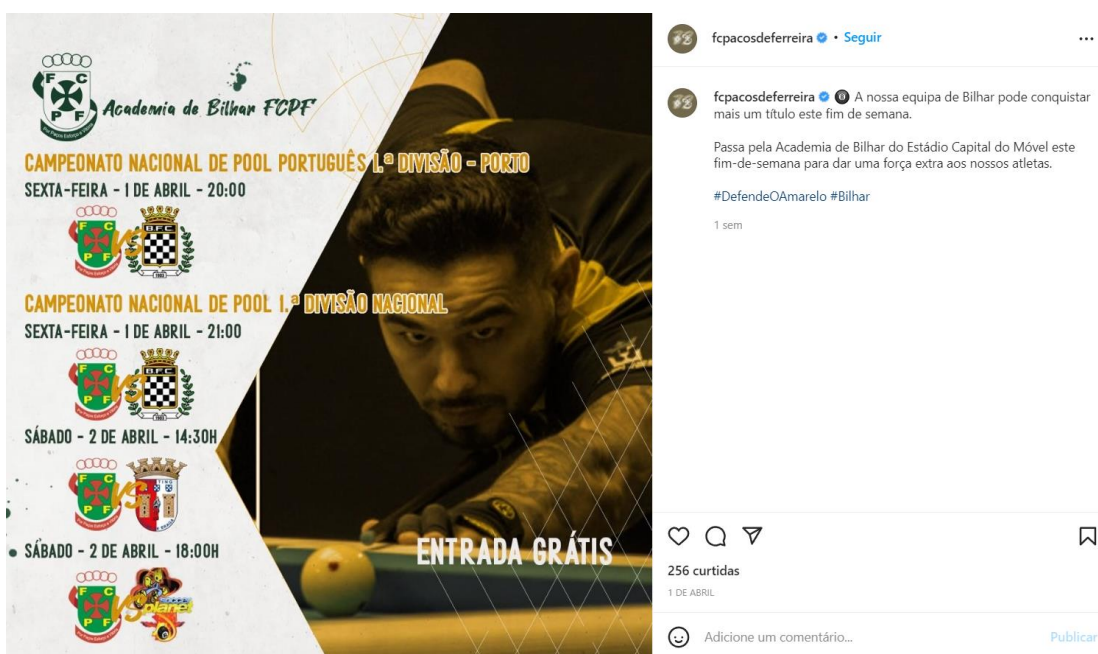 F C
P F
Academia de Bilhar FCPF
CAMPEONATO NACIONAL DE POOL PORTUGUÊS 1.ª DIVISÃO - PORTO
SEXTA-FEIRA - 1 DE ABRIL - 20:00
F C
P F
VS
B.F.C.
1903
CAMPEONATO NACIONAL DE POOL 1.ª DIVISÃO NACIONAL
SEXTA-FEIRA - 1 DE ABRIL - 21:00
F C
P F
VS
B.F.C.
1903
SÁBADO - 2 DE ABRIL - 14:30H
F C
P F
VS
SÁBADO - 2 DE ABRIL - 18:00H
F C
P F
VS
planet
ENTRADA GRÁTIS
fcpacosdeferreira • Seguir
fcpacosdeferreira A nossa equipa de Bilhar pode conquistar
mais um título este fim de semana.
Passa pela Academia de Bilhar do Estádio Capital do Móvel este
fim-de-semana para dar uma força extra aos nossos atletas.
#DefendeOAmarelo #Bilhar
1 sem
256 curtidas
1 DE ABRIL
Adicione um comentário...
Publicar